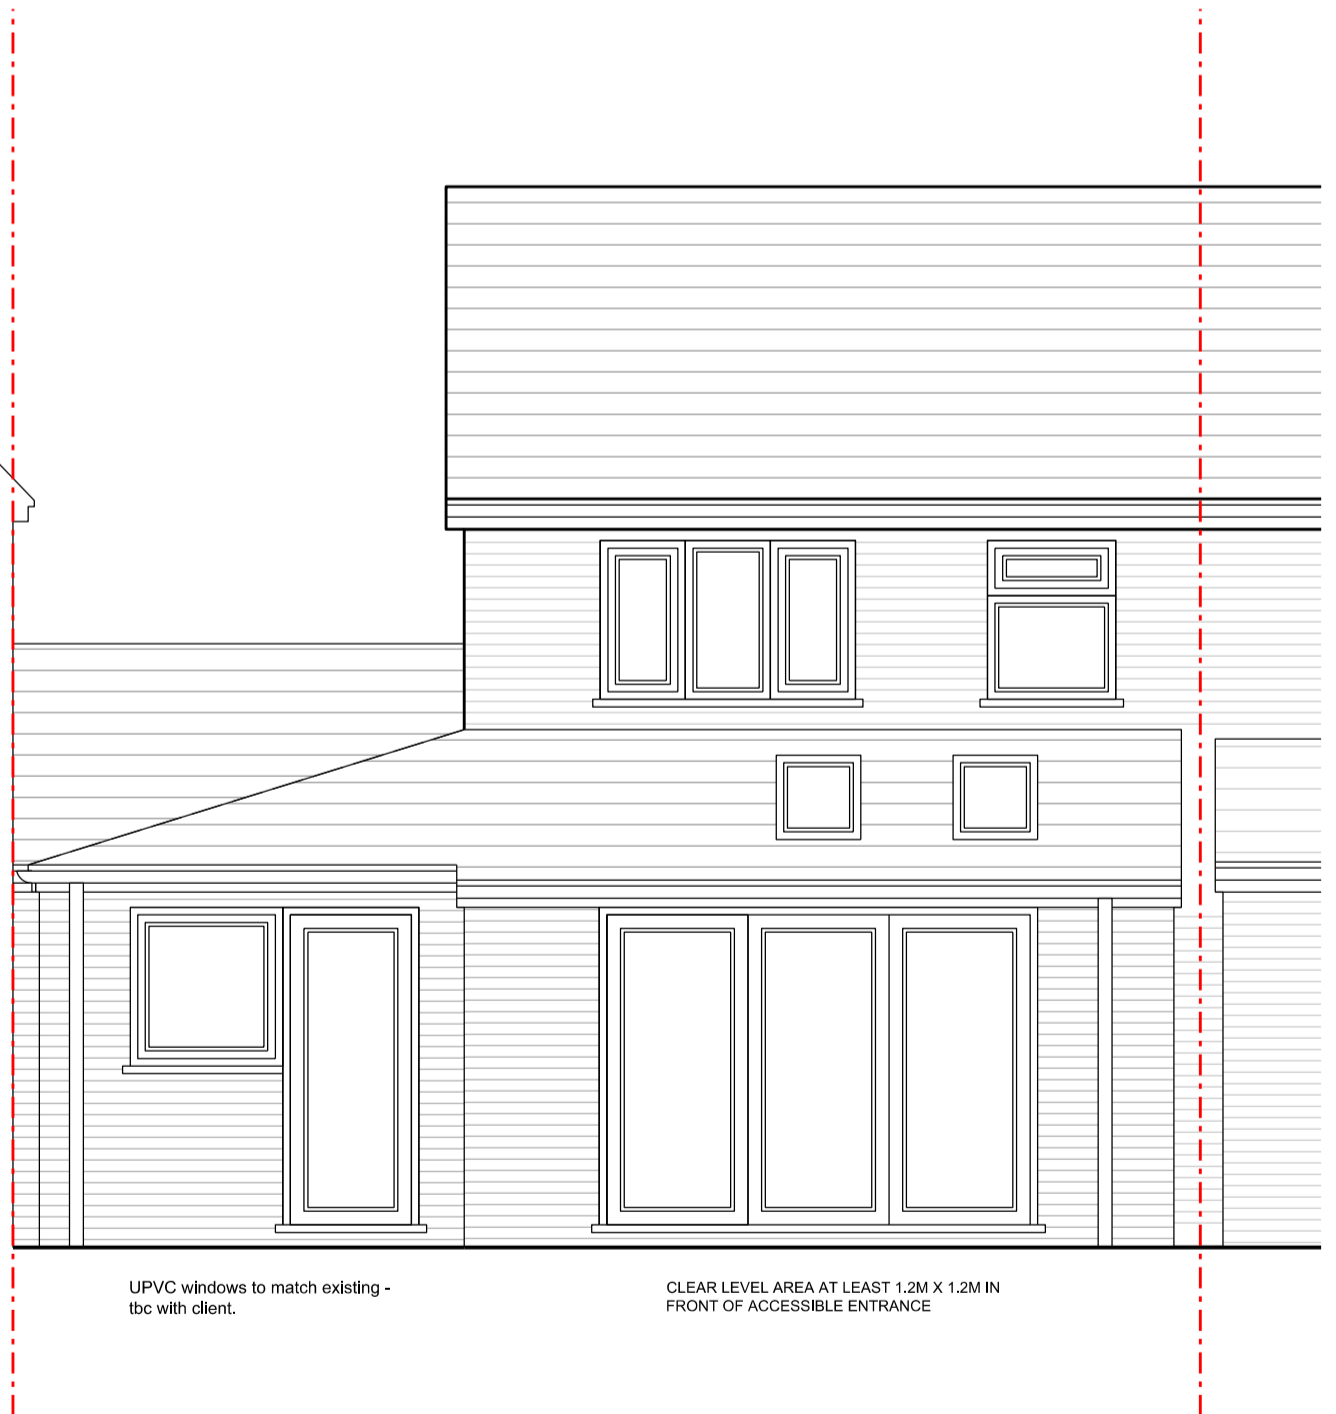 UPVC windows to match existing -
tbc with client.
CLEAR LEVEL AREA AT LEAST 1.2M X 1.2M IN
FRONT OF ACCESSIBLE ENTRANCE